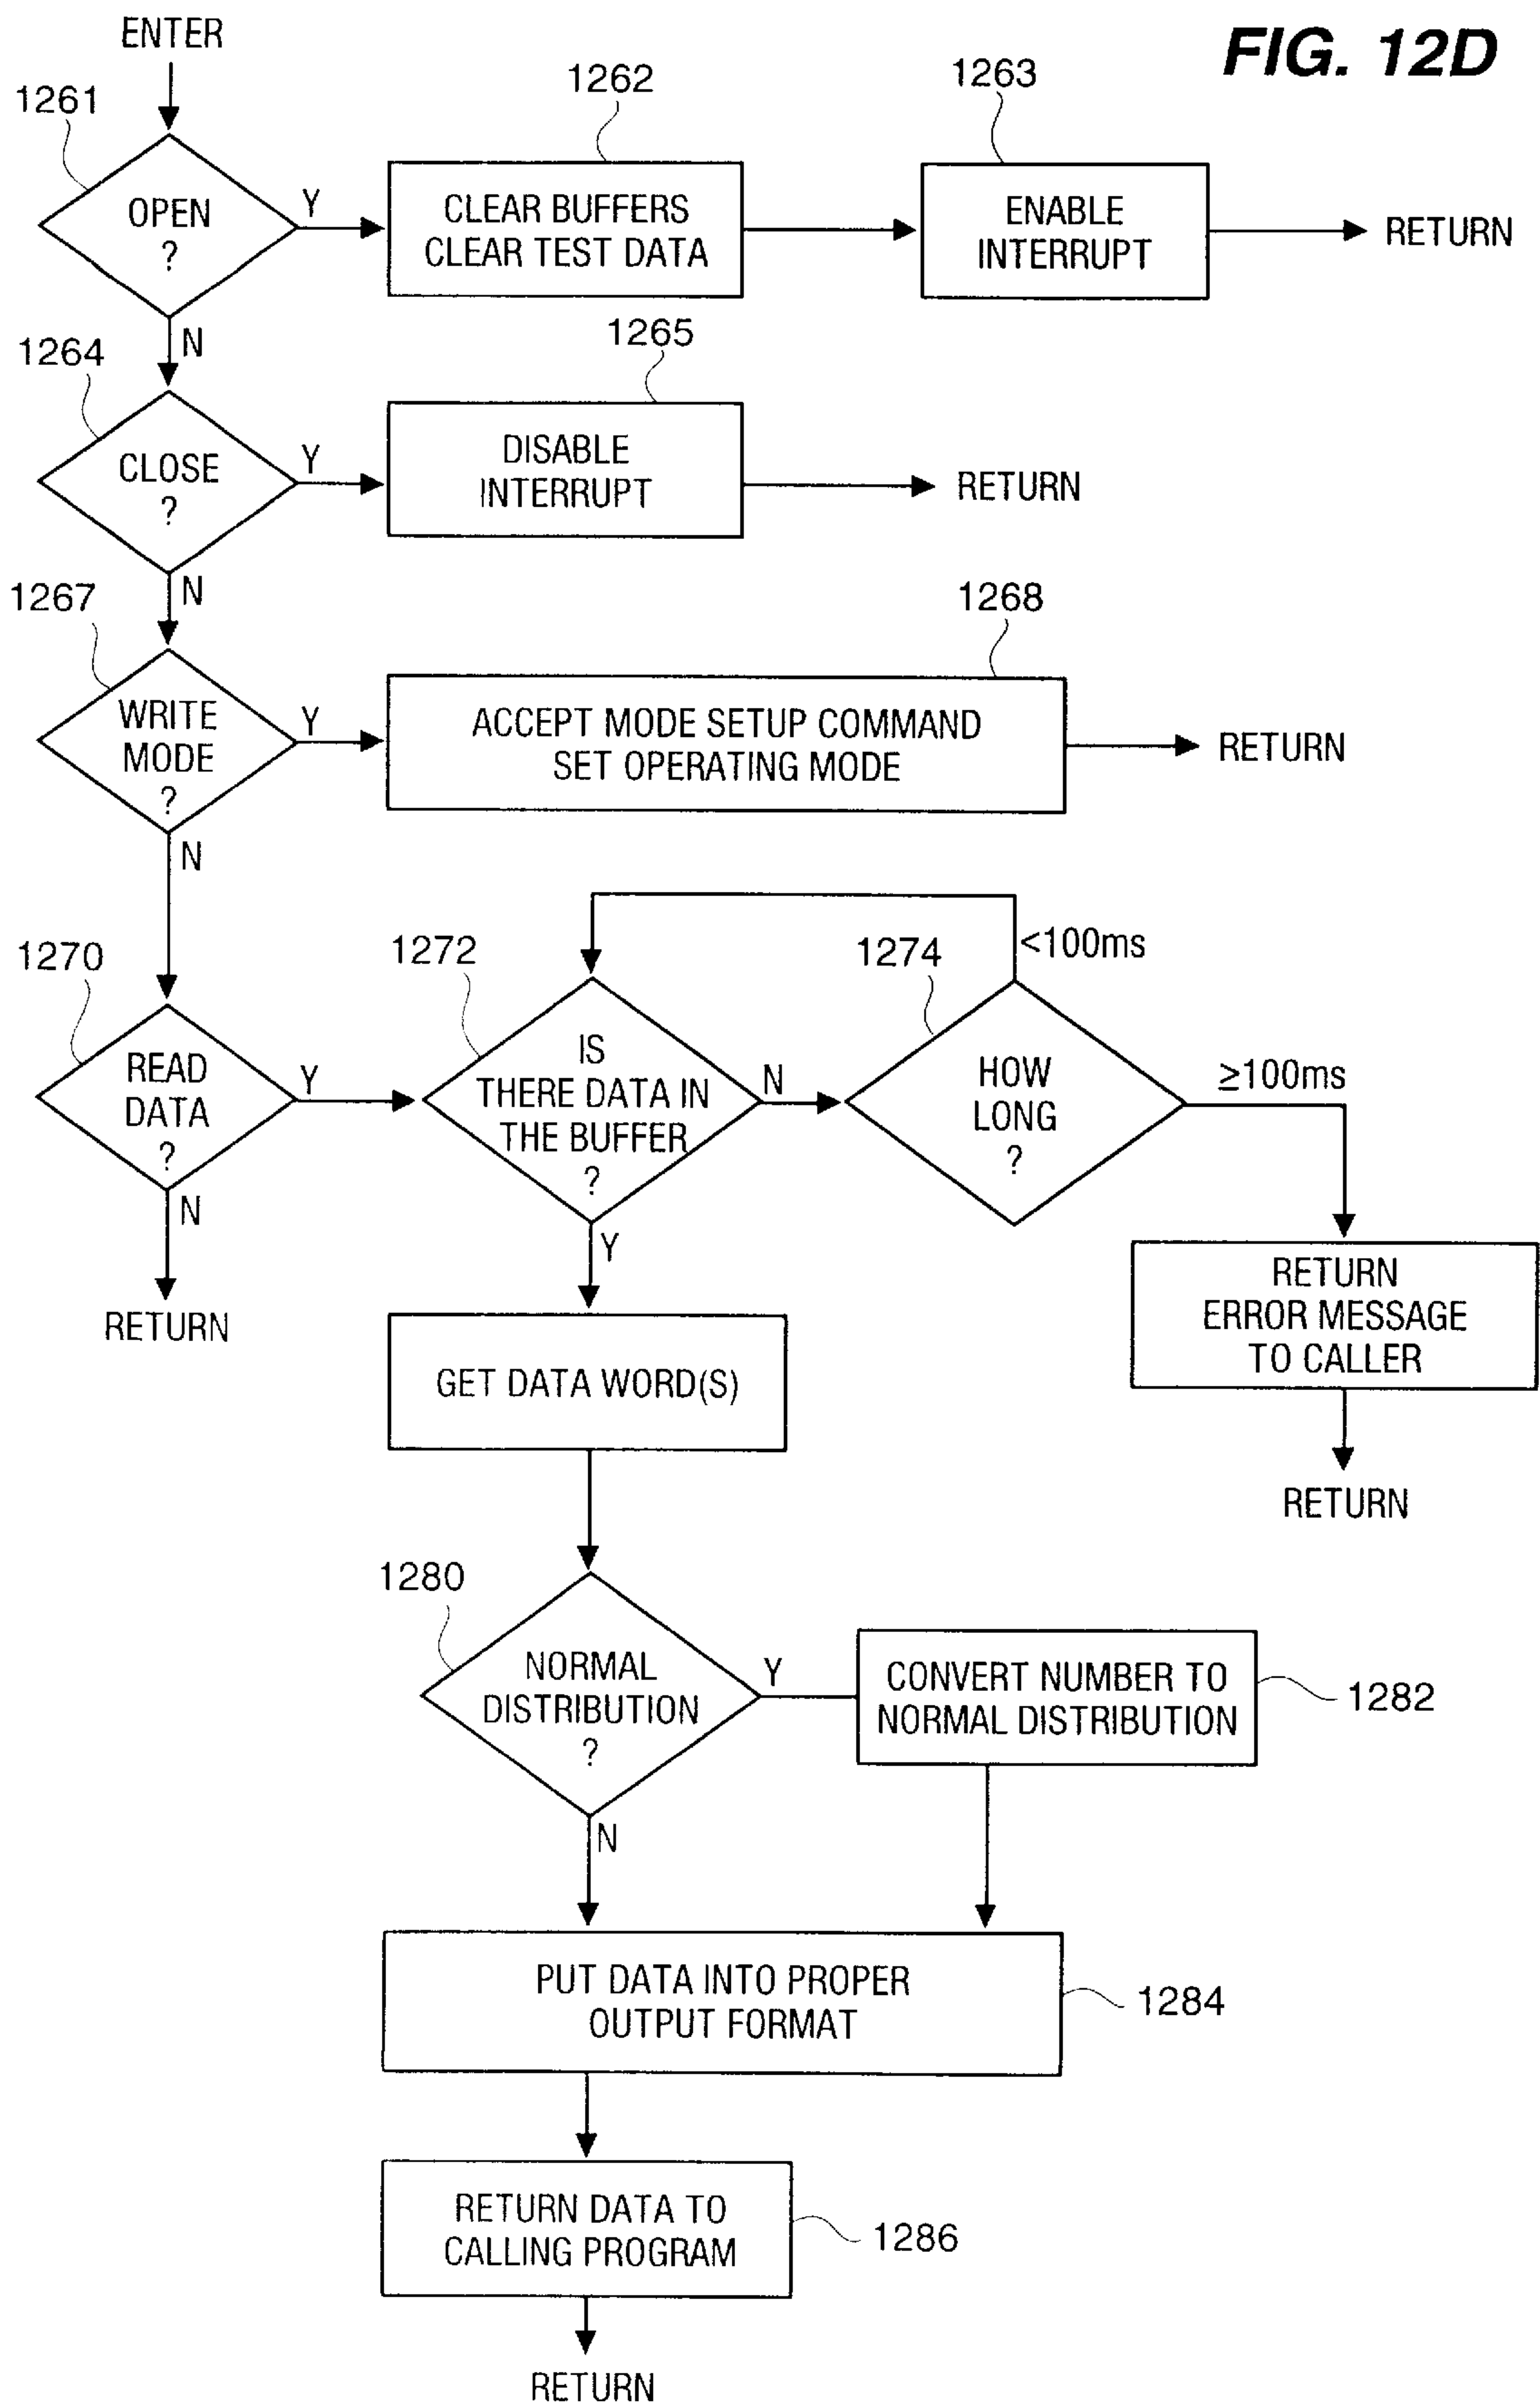 ENTER
FIG. 12D
1261
1262
1263
OPEN
?
Y
CLEAR BUFFERS
CLEAR TEST DATA
ENABLE
INTERRUPT
RETURN
N
1264
1265
CLOSE
?
Y
DISABLE
INTERRUPT
RETURN
N
1267
1268
WRITE
MODE
?
Y
ACCEPT MODE SETUP COMMAND
SET OPERATING MODE
RETURN
N
1270
1272
1274
<100ms
READ
DATA
?
Y
IS
THERE DATA IN
THE BUFFER
?
N
HOW
LONG
?
≥100ms
N
RETURN
Y
RETURN
ERROR MESSAGE
TO CALLER
RETURN
GET DATA WORD(S)
1280
NORMAL
DISTRIBUTION
?
Y
CONVERT NUMBER TO
NORMAL DISTRIBUTION
1282
N
PUT DATA INTO PROPER
OUTPUT FORMAT
1284
RETURN DATA TO
CALLING PROGRAM
1286
RETURN